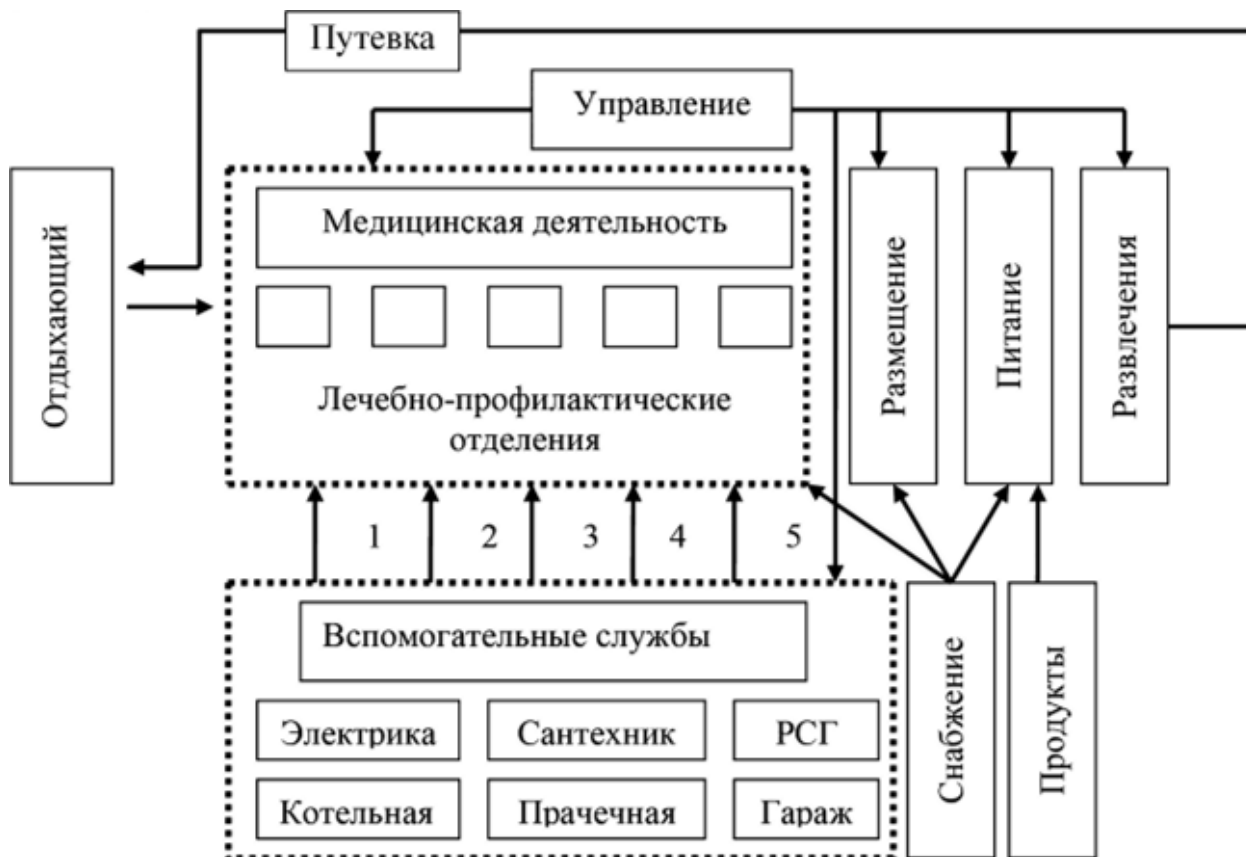 Путевка
Управление
Отдыхающий
Медицинская деятельность
Лечебно-профилактические
отделения
Размещение
Питание
Развлечения
1
2
3
4
5
Вспомогательные службы
Электрика
Сантехник
РСГ
Котельная
Прачечная
Гараж
Снабжение
Продукты